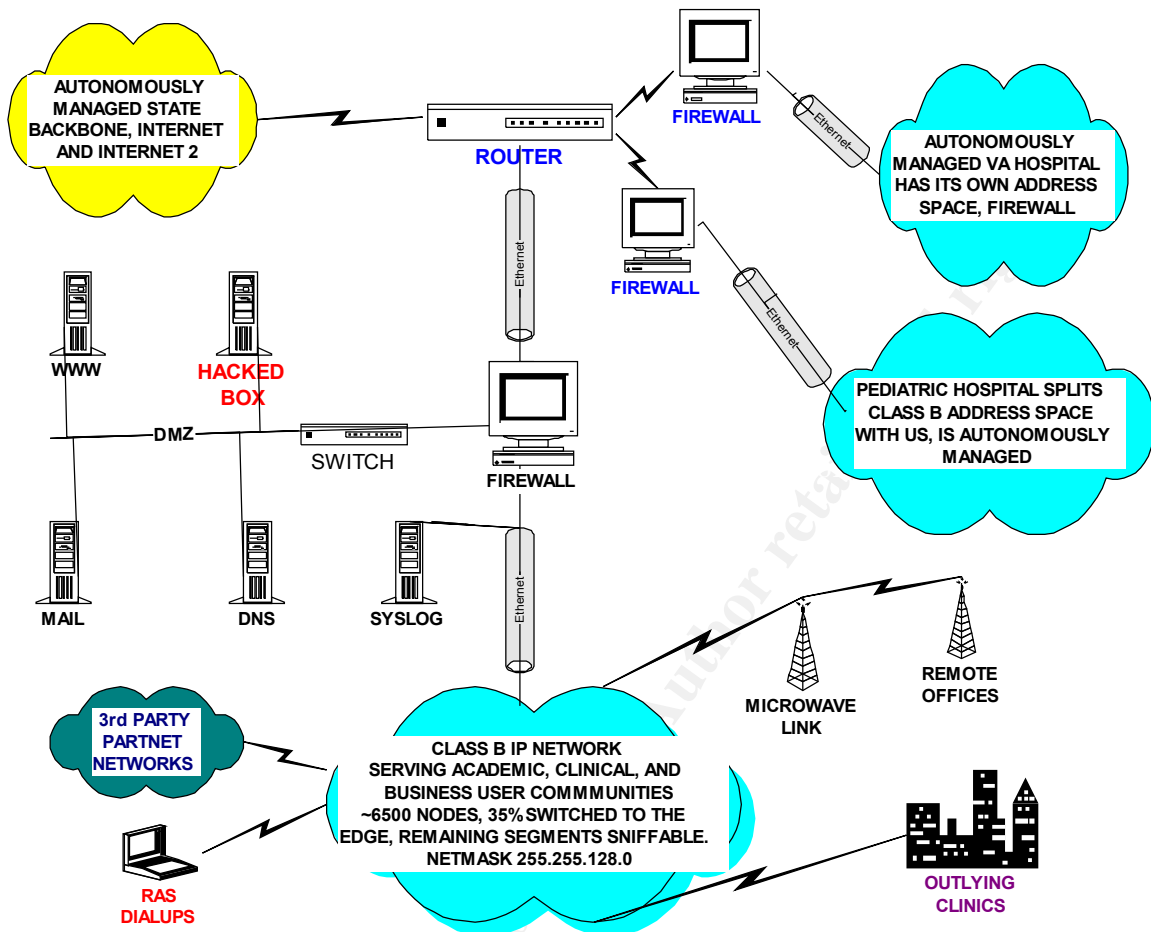 AUTONOMOUSLY
MANAGED STATE
BACKBONE, INTERNET
AND INTERNET 2
ROUTER
FIREWALL
Ethernet
AUTONOMOUSLY
MANAGED VA HOSPITAL
HAS ITS OWN ADDRESS
SPACE, FIREWALL
FIREWALL
Ethernet
PEDIATRIC HOSPITAL SPLITS
CLASS B ADDRESS SPACE
WITH US, IS AUTONOMOUSLY
MANAGED
Ethernet
WWW
HACKED
BOX
DMZ
SWITCH
FIREWALL
MAIL
DNS
SYSLOG
Ethernet
Author retai
MICROWAVE
LINK
REMOTE
OFFICES
3rd PARTY
PARTNET
NETWORKS
CLASS B IP NETWORK
SERVING ACADEMIC, CLINICAL, AND
BUSINESS USER COMMMUNITIES
~6500 NODES, 35% SWITCHED TO THE
EDGE, REMAINING SEGMENTS SNIFFABLE.
NETMASK 255.255.128.0
RAS
DIALUPS
OUTLYING
CLINICS